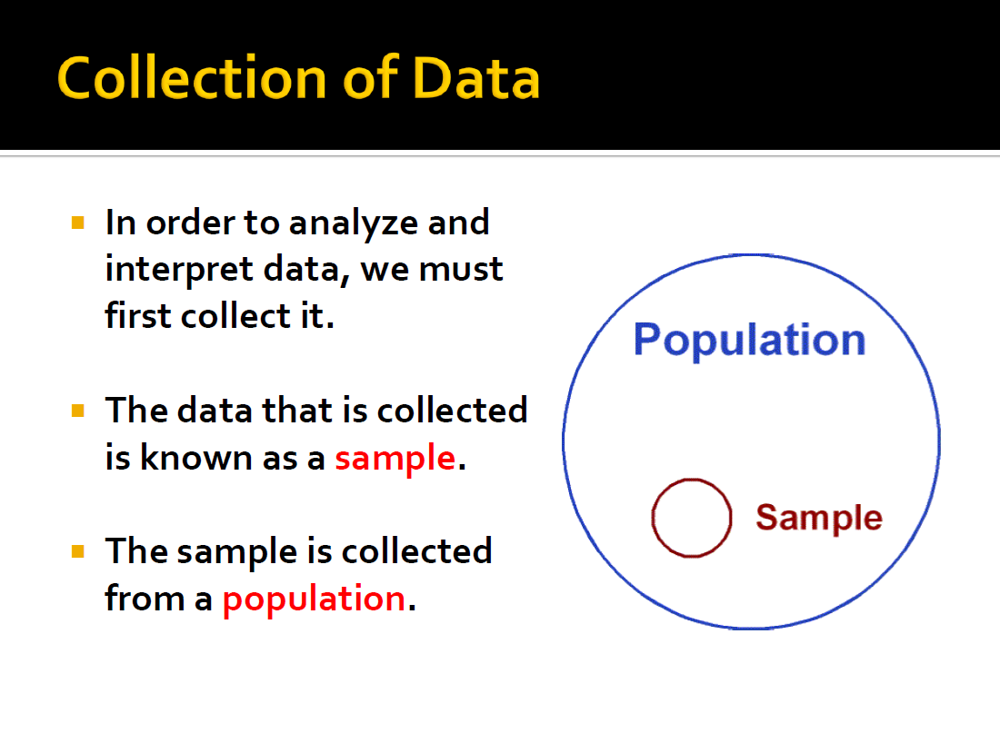 Collection of Data
In order to analyze and
interpret data, we must
first collect it.
The data that is collected
is known as a sample.
The sample is collected
from a population.
Population
Sample